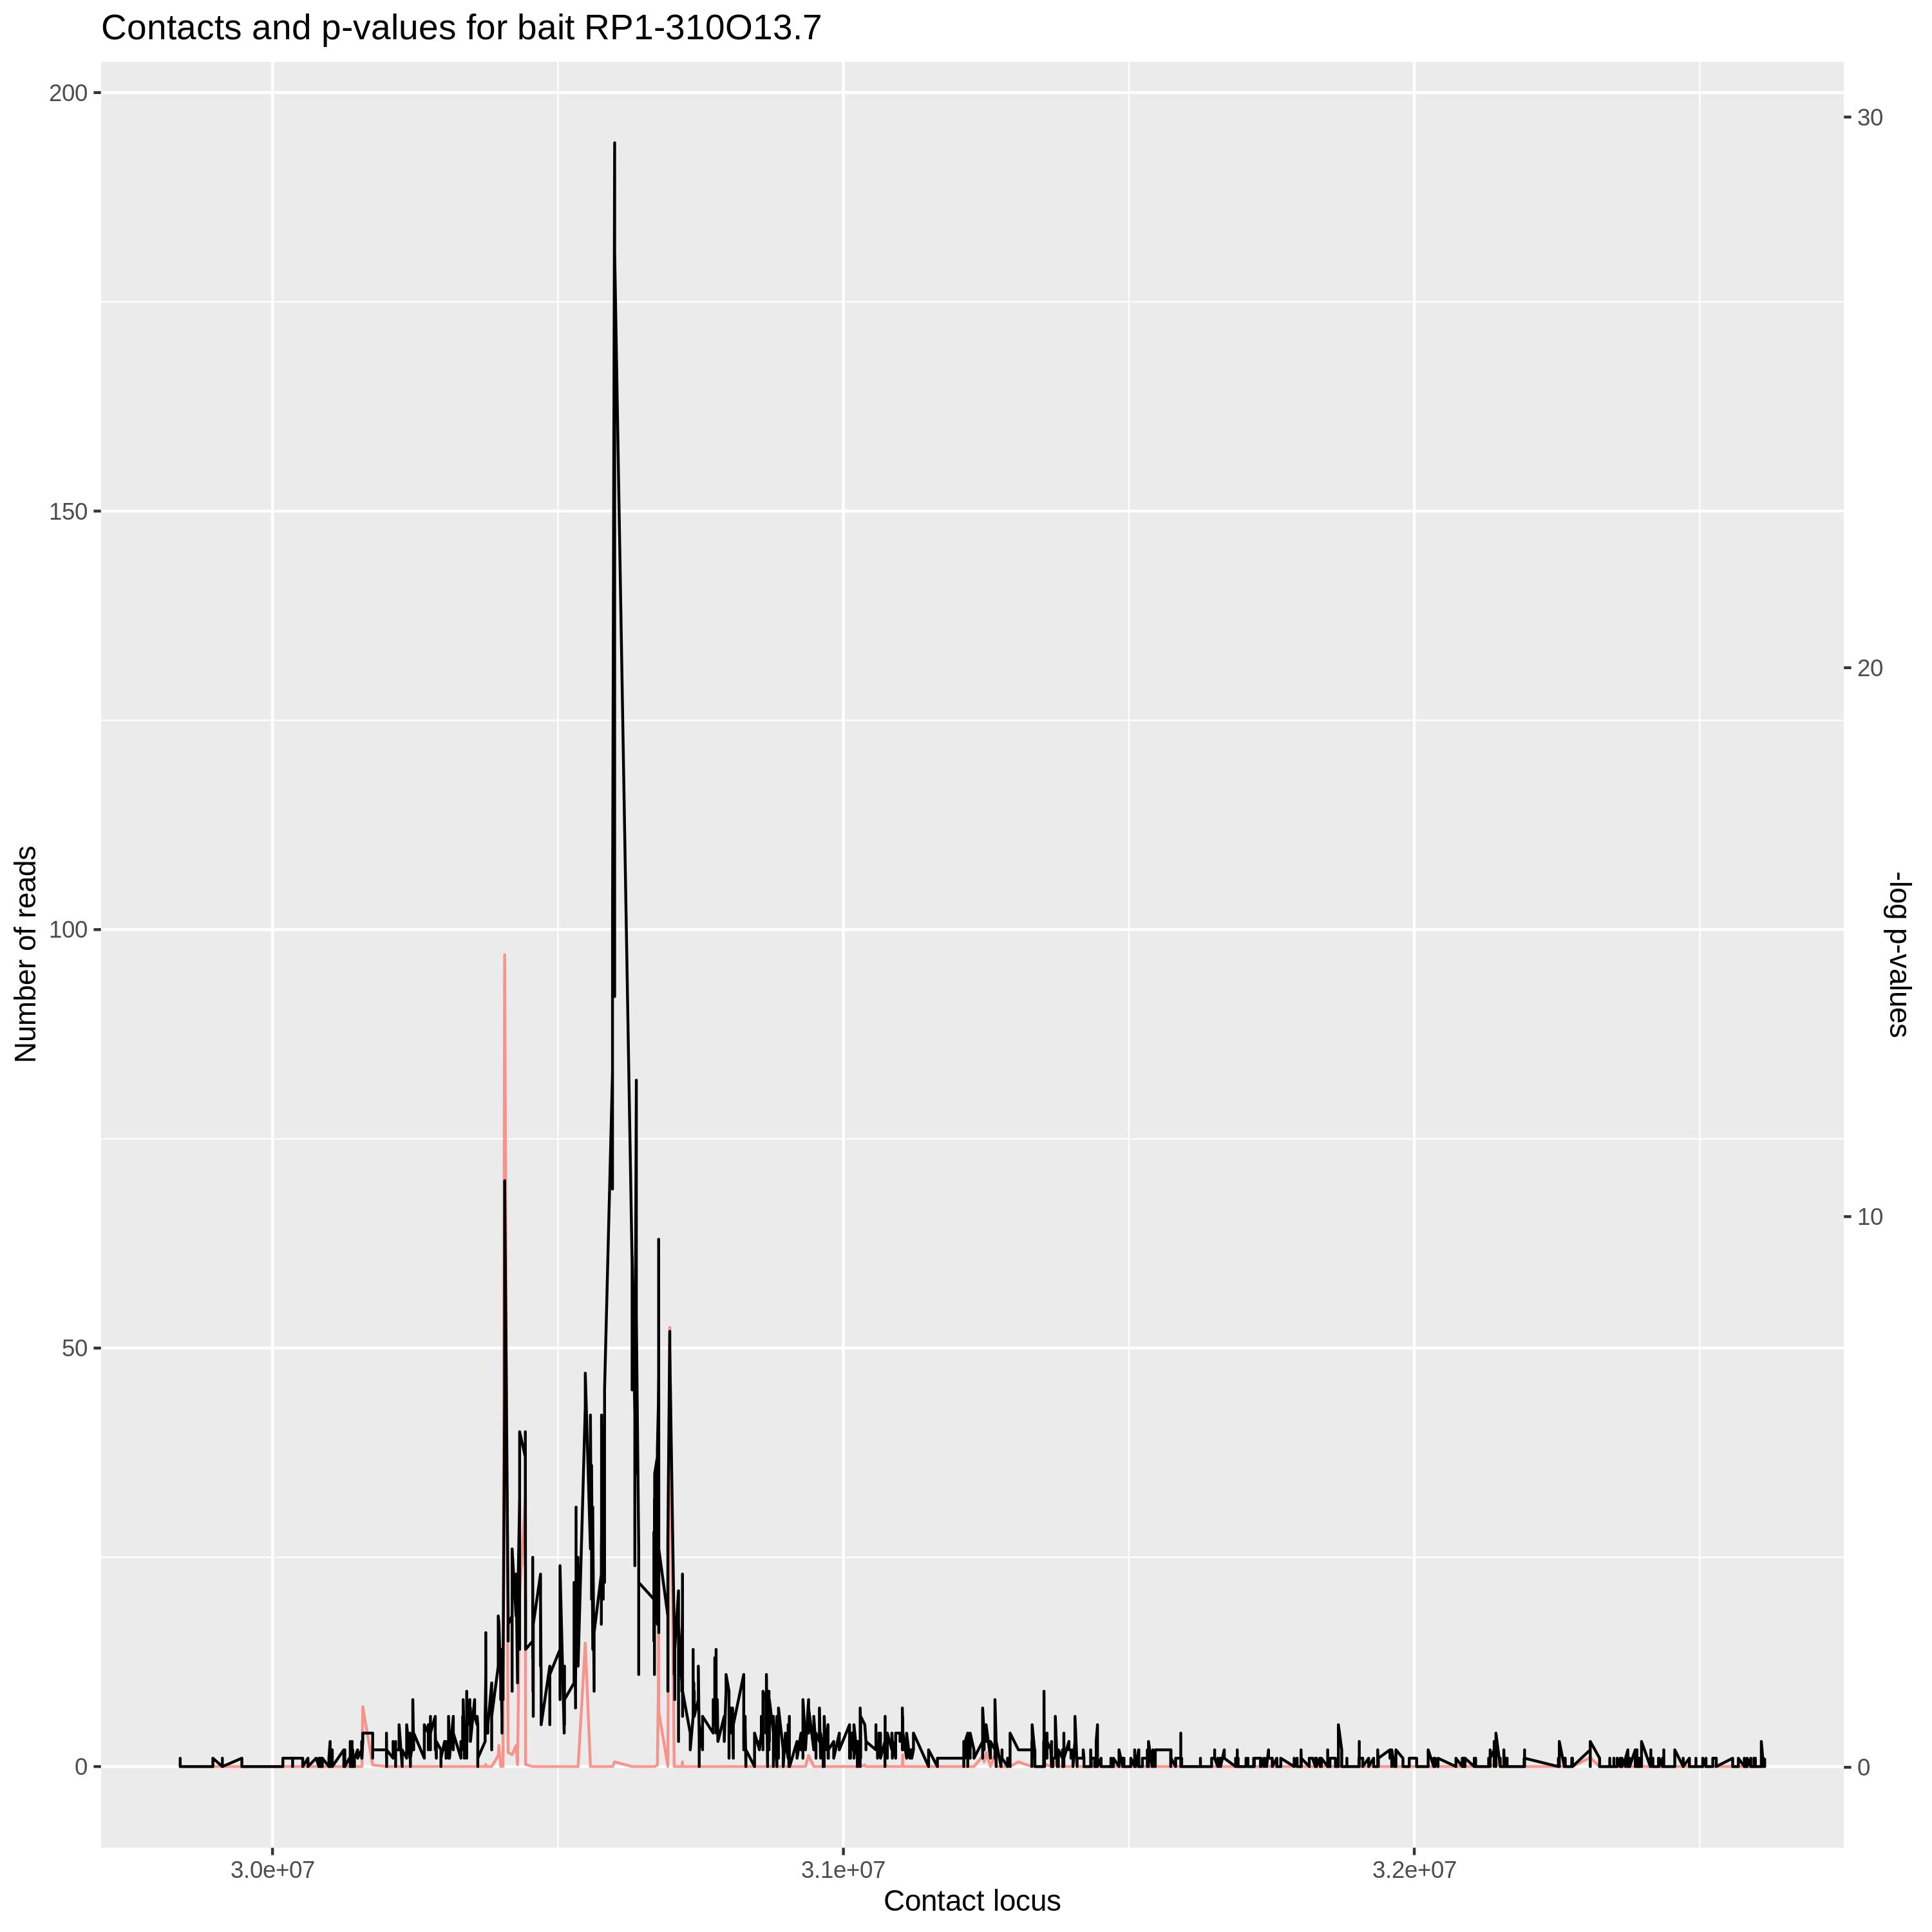 Contacts and p-values for bait RP1-310O13.7
200
150
100
50
0
Number of reads
30
20
10
0
-log p-values
3.0e+07
3.1e+07
3.2e+07
Contact locus